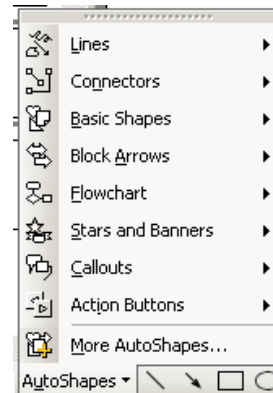 Lines
Connectors
Basic Shapes
Block Arrows
Flowchart
Stars and Banners
Callouts
Action Buttons
More AutoShapes...
AutoShapes